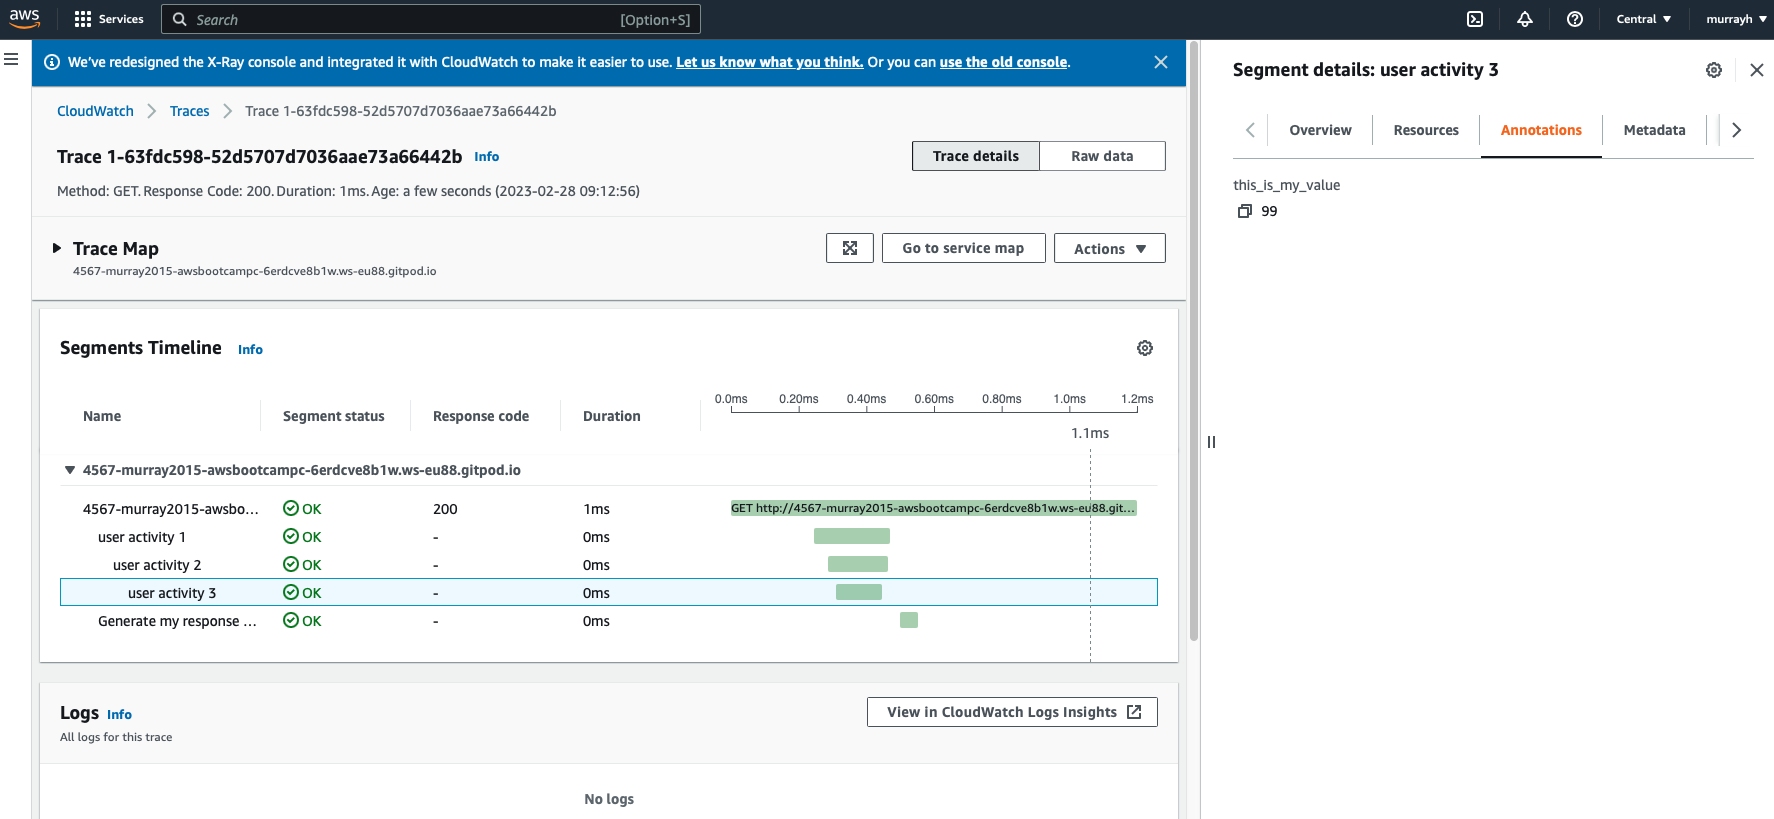 aws Services Search [Option+S] Central murrayh
We've redesigned the X-Ray console and integrated it with CloudWatch to make it easier to use. Let us know what you think. Or you can use the old console.
CloudWatch Traces Trace 1-63fdc598-52d5707d7036aae73a66442b
Trace 1-63fdc598-52d5707d7036aae73a66442b Info
Trace details Raw data
Method: GET. Response Code: 200. Duration: 1ms. Age: a few seconds (2023-02-28 09:12:56)
Trace Map
4567-murray2015-awsbootcampc-6erdcve8b1w.ws-eu88.gitpod.io
Go to service map Actions
Segments Timeline Info
Name Segment status Response code Duration
0.0ms 0.20ms 0.40ms 0.60ms 0.80ms 1.0ms 1.2ms
1.1ms
4567-murray2015-awsbootcampc-6erdcve8b1w.ws-eu88.gitpod.io
4567-murray2015-awsbo... OK 200 1ms GET http://4567-murray2015-awsbootcampc-6erdcve8b1w.ws-eu88.git...
user activity 1 OK - 0ms
user activity 2 OK - 0ms
user activity 3 OK - 0ms
Generate my response ... OK - 0ms
Logs Info
All logs for this trace
View in CloudWatch Logs Insights
No logs
Segment details: user activity 3
Overview Resources Annotations Metadata
this_is_my_value
99